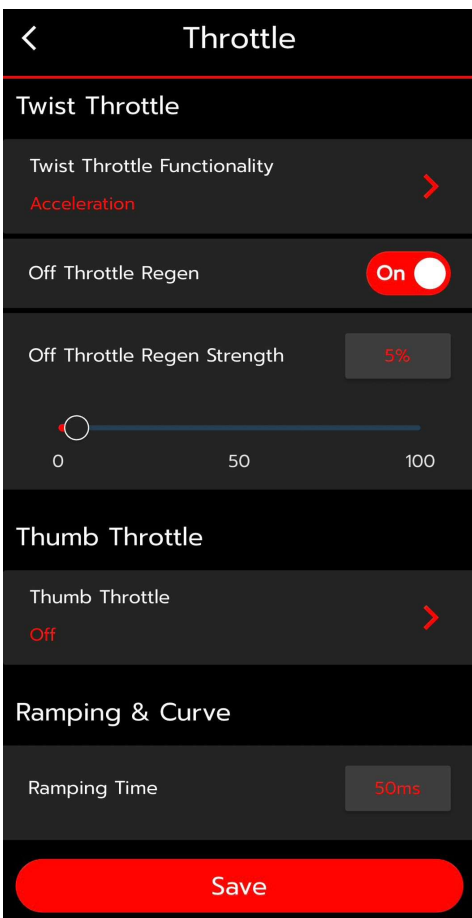 Throttle
Twist Throttle
Twist Throttle Functionality
Acceleration
Off Throttle Regen
On
Off Throttle Regen Strength
5%
0 50 100
Thumb Throttle
Thumb Throttle
Off
Ramping & Curve
Ramping Time
50ms
Save